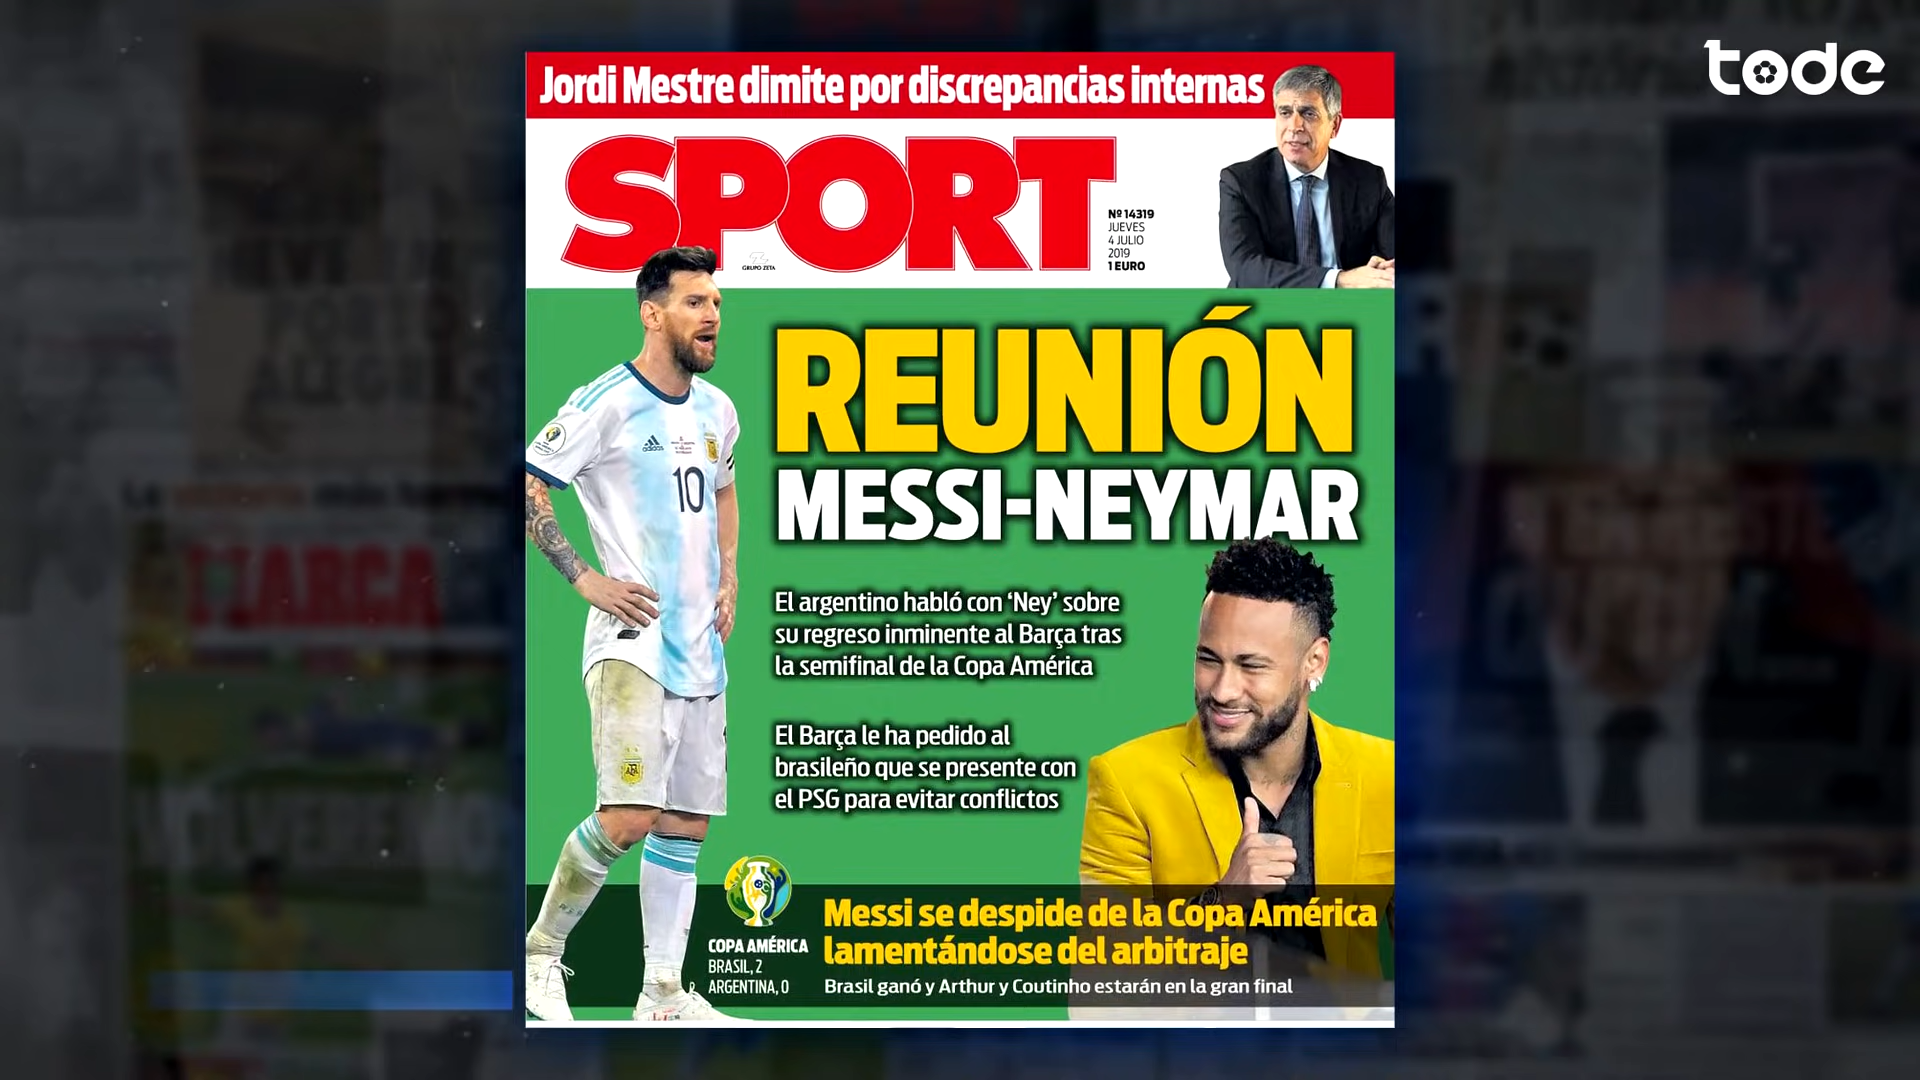 tode
Jordi Mestre dimite por discrepancias internas
SPORT
GRUPO ZETA
Nº 14319
JUEVES
4 JULIO
2019
1 EURO
REUNIÓN
MESSI-NEYMAR
adidas
10
El argentino habló con ‘Ney’ sobre
su regreso inminente al Barça tras
la semifinal de la Copa América
El Barça le ha pedido al
brasileño que se presente con
el PSG para evitar conflictos
AFA
COPA AMÉRICA
BRASIL, 2
ARGENTINA, 0
Messi se despide de la Copa América
lamentándose del arbitraje
Brasil ganó y Arthur y Coutinho estarán en la gran final
MARCA